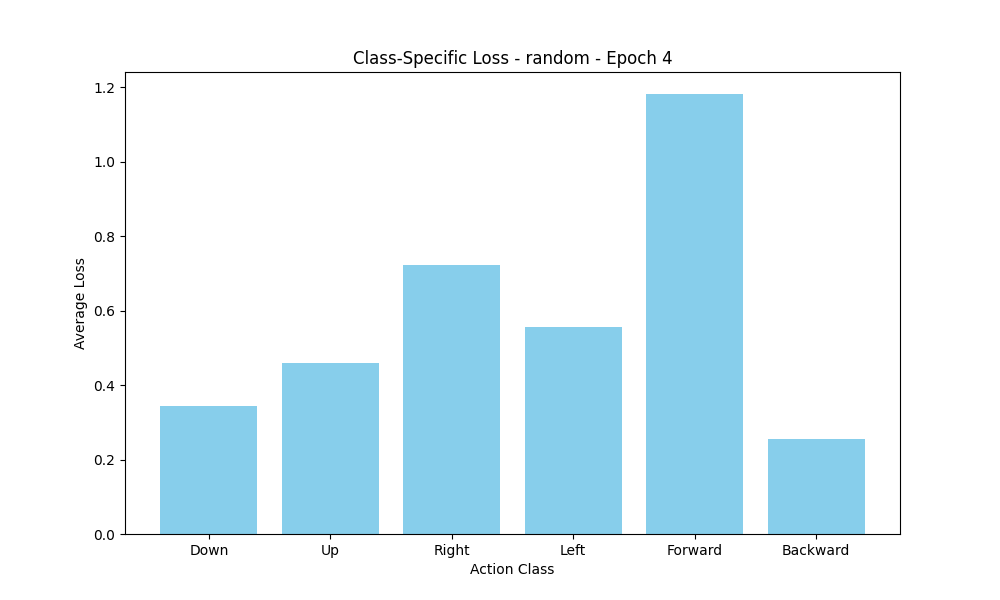 Class-Specific Loss - random - Epoch 4
1.2
1.0
0.8
0.6
0.4
0.2
0.0
Average Loss
Down Up Right Left Forward Backward
Action Class